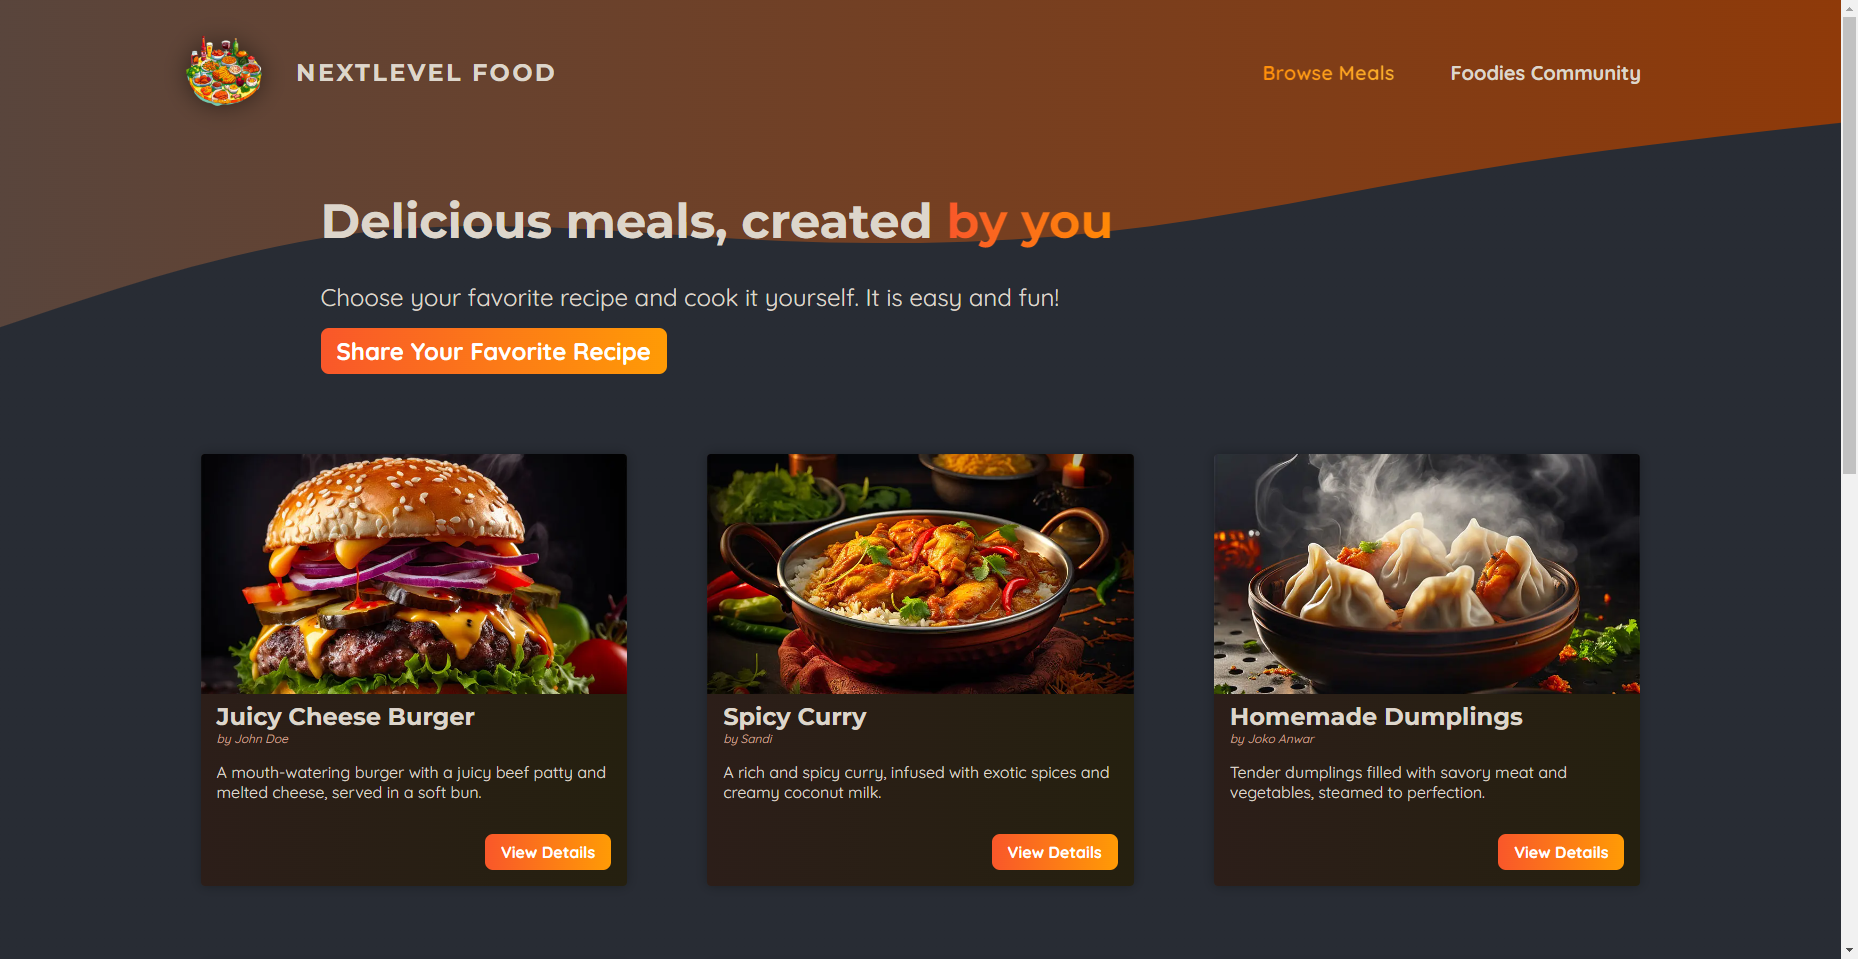 NEXTLEVEL FOOD
Browse Meals
Foodies Community
Delicious meals, created by you
Choose your favorite recipe and cook it yourself. It is easy and fun!
Share Your Favorite Recipe
Juicy Cheese Burger
by John Doe
A mouth-watering burger with a juicy beef patty and
melted cheese, served in a soft bun.
View Details
Spicy Curry
by Sandi
A rich and spicy curry, infused with exotic spices and
creamy coconut milk.
View Details
Homemade Dumplings
by Joko Anwar
Tender dumplings filled with savory meat and
vegetables, steamed to perfection.
View Details